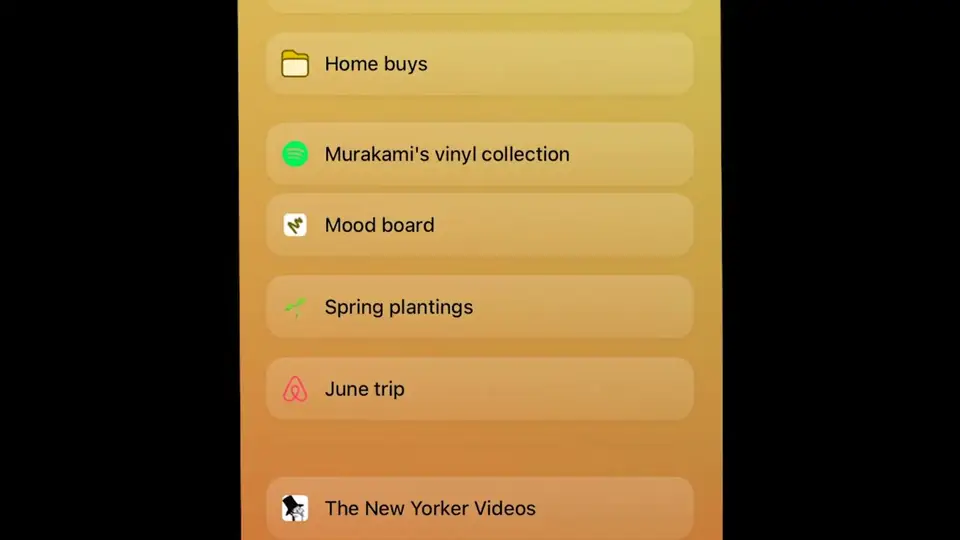 Home buys
Murakami's vinyl collection
Mood board
Spring plantings
June trip
The New Yorker Videos